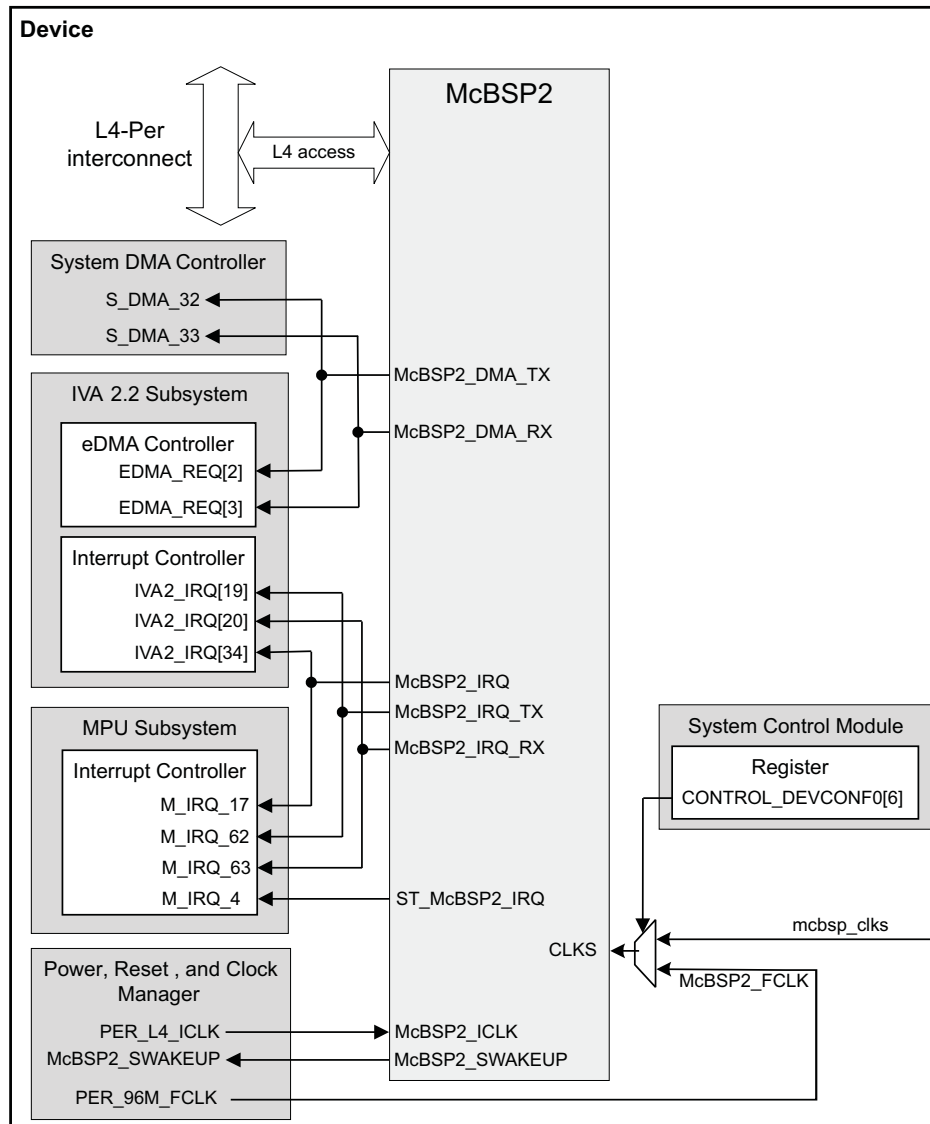 Device
McBSP2
L4-Per
interconnect
L4 access
System DMA Controller
S_DMA_32
S_DMA_33
McBSP2_DMA_TX
IVA 2.2 Subsystem
McBSP2_DMA_RX
eDMA Controller
EDMA_REQ[2]
EDMA_REQ[3]
Interrupt Controller
IVA2_IRQ[19]
IVA2_IRQ[20]
IVA2_IRQ[34]
McBSP2_IRQ
McBSP2_IRQ_TX
McBSP2_IRQ_RX
MPU Subsystem
Interrupt Controller
M_IRQ_17
M_IRQ_62
M_IRQ_63
M_IRQ_4
ST_McBSP2_IRQ
System Control Module
Register
CONTROL_DEVCONF0[6]
mcbsp_clks
CLKS
McBSP2_FCLK
Power, Reset , and Clock
Manager
PER_L4_ICLK
McBSP2_ICLK
McBSP2_SWAKEUP
McBSP2_SWAKEUP
PER_96M_FCLK